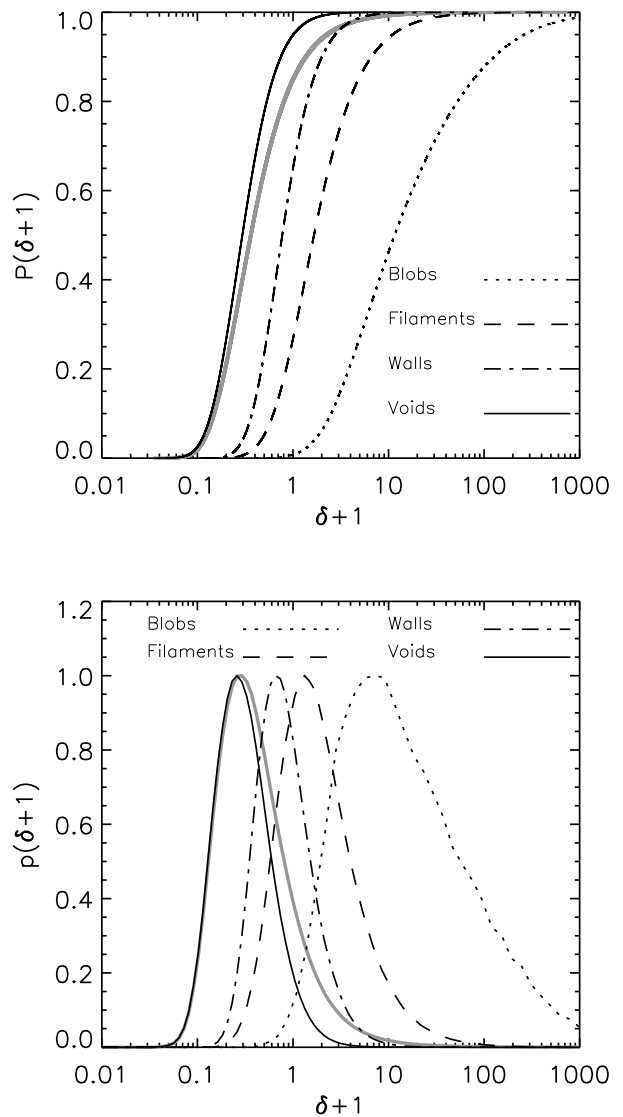 P(δ+1)
1.0
0.8
0.6
0.4
0.2
0.0
Blobs
Filaments
Walls
Voids
0.01 0.1 1 10 100 1000
δ+1
p(δ+1)
1.2
1.0
0.8
0.6
0.4
0.2
0.0
Blobs Walls
Filaments Voids
0.01 0.1 1 10 100 1000
δ+1